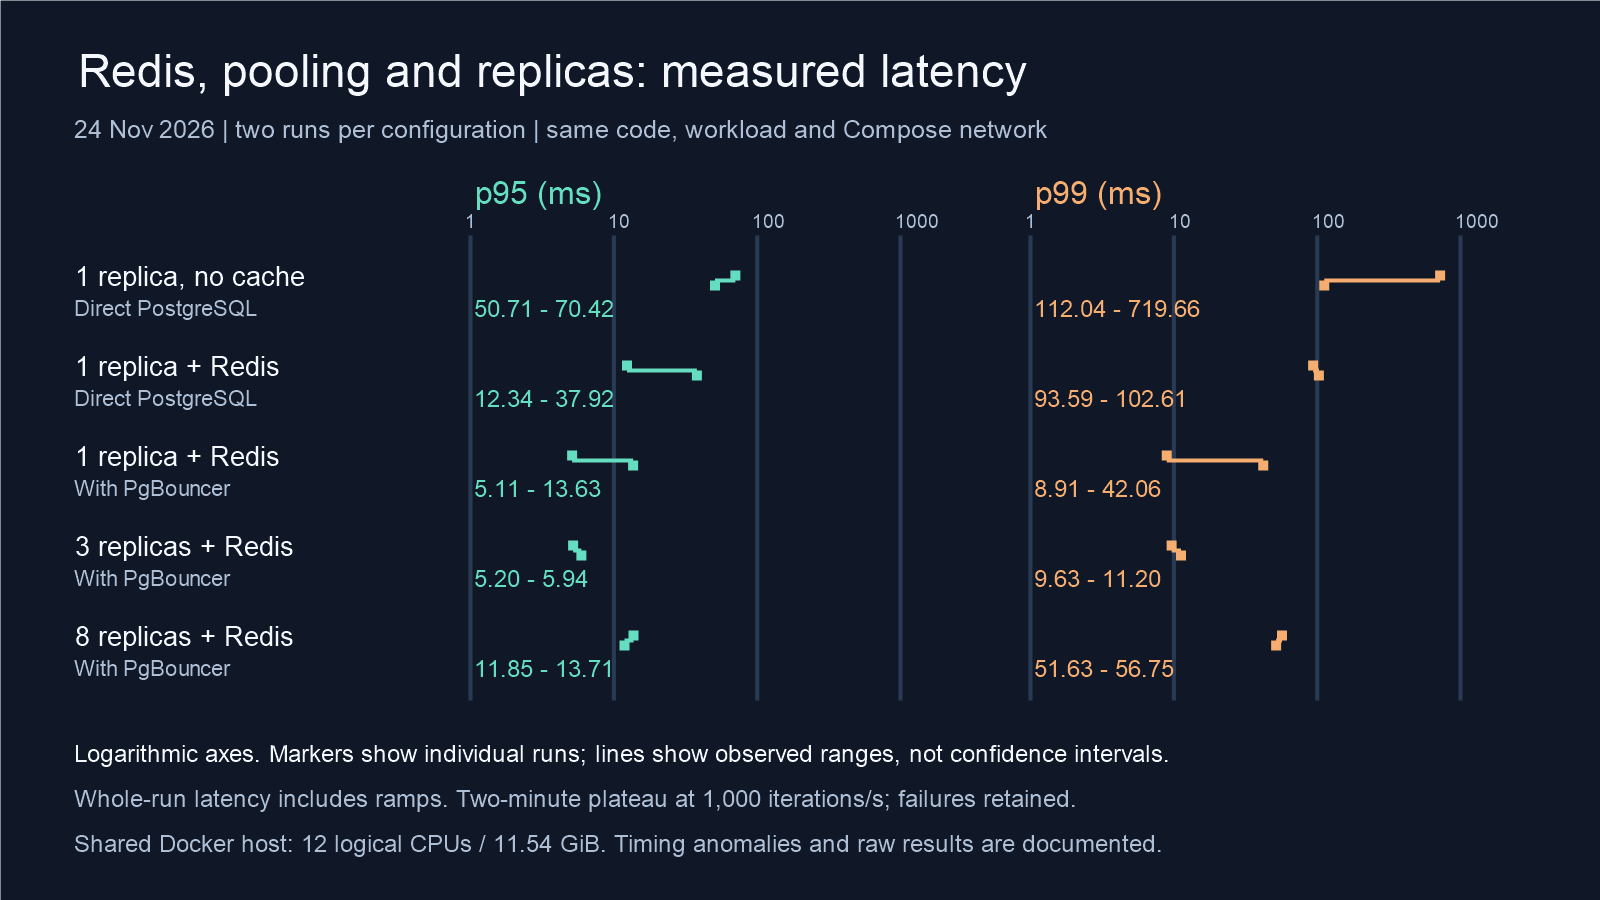 Redis, pooling and replicas: measured latency
24 Nov 2026 | two runs per configuration | same code, workload and Compose network
p95 (ms)
p99 (ms)
1 10 100 1000
1 10 100 1000
1 replica, no cache
Direct PostgreSQL
50.71 - 70.42
112.04 - 719.66
1 replica + Redis
Direct PostgreSQL
12.34 - 37.92
93.59 - 102.61
1 replica + Redis
With PgBouncer
5.11 - 13.63
8.91 - 42.06
3 replicas + Redis
With PgBouncer
5.20 - 5.94
9.63 - 11.20
8 replicas + Redis
With PgBouncer
11.85 - 13.71
51.63 - 56.75
Logarithmic axes. Markers show individual runs; lines show observed ranges, not confidence intervals.
Whole-run latency includes ramps. Two-minute plateau at 1,000 iterations/s; failures retained.
Shared Docker host: 12 logical CPUs / 11.54 GiB. Timing anomalies and raw results are documented.